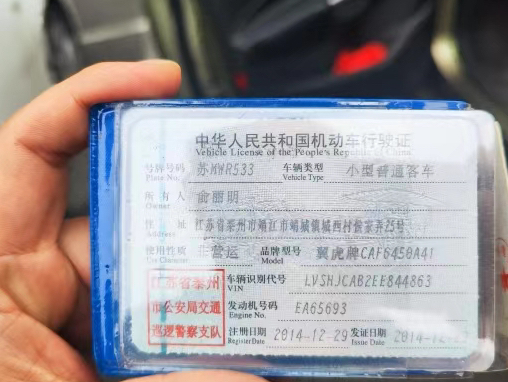 中华人民共和国机动车行驶证
Vehicle License of the People's Republic of China
号牌号码 苏MWR533 车辆类型 小型普通客车
Plate No. Vehicle Type
所有人 俞丽明
Owner
住址 江苏省泰州市靖江市靖城镇城西村侯家弄25号
Address
使用性质 非营运 品牌型号 翼虎牌CAF6450A41
Use Character Model
江苏省泰州 车辆识别代号 LVSHJCAB2EE844863
VIN
市公安局交通 发动机号码 EA65693
Engine No.
巡逻警察支队 注册日期 2014-12-29 发证日期 2014-12-
Register Date Issue Date